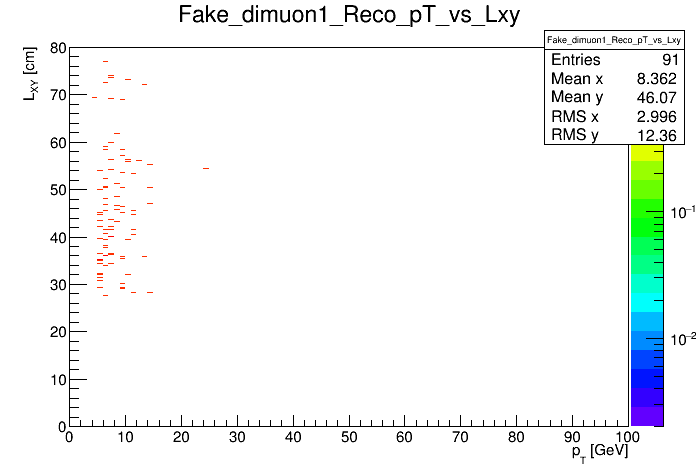 Fake_dimuon1_Reco_pT_vs_Lxy
Fake_dimuon1_Reco_pT_vs_Lxy
Entries 91
Mean x 8.362
Mean y 46.07
RMS x 2.996
RMS y 12.36
L_XY [cm]
80
70
60
50
40
30
20
10
0
0 10 20 30 40 50 60 70 80 90 100
p_T [GeV]
10^-1
10^-2